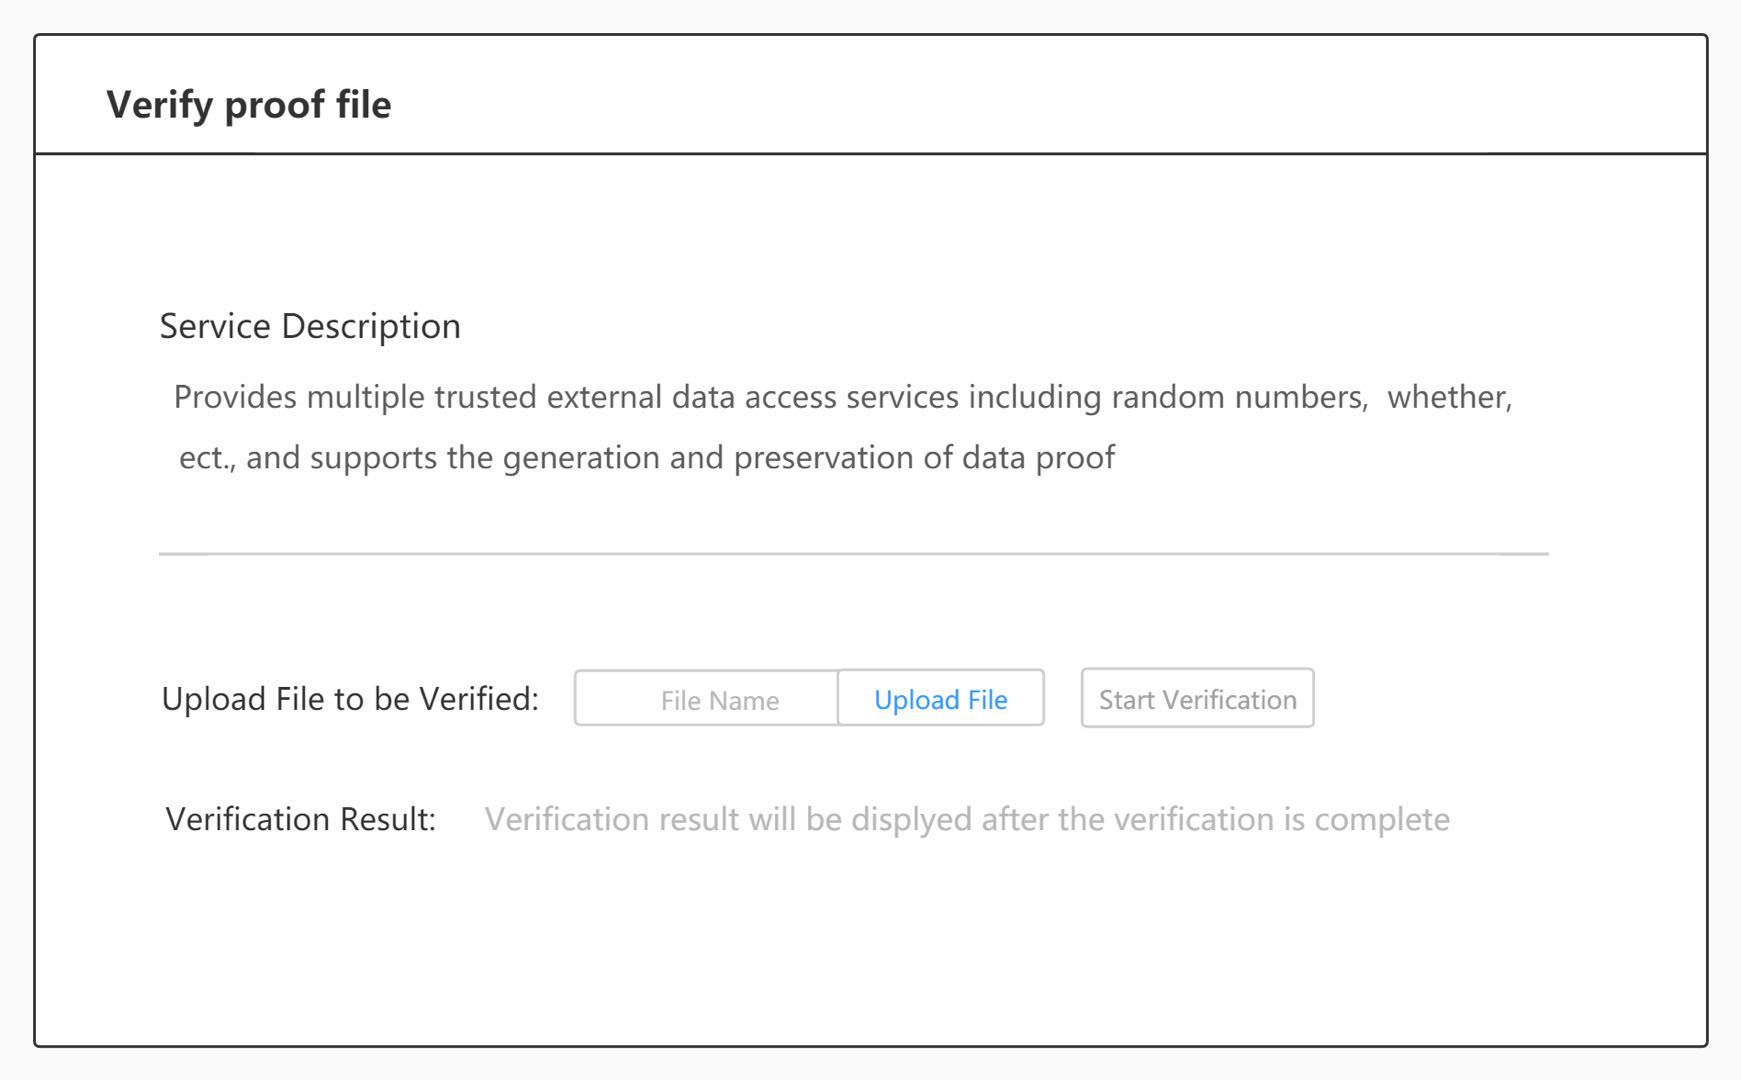 Verify proof file
Service Description
Provides multiple trusted external data access services including random numbers, whether,
ect., and supports the generation and preservation of data proof
Upload File to be Verified: File Name Upload File Start Verification
Verification Result: Verification result will be displyed after the verification is complete